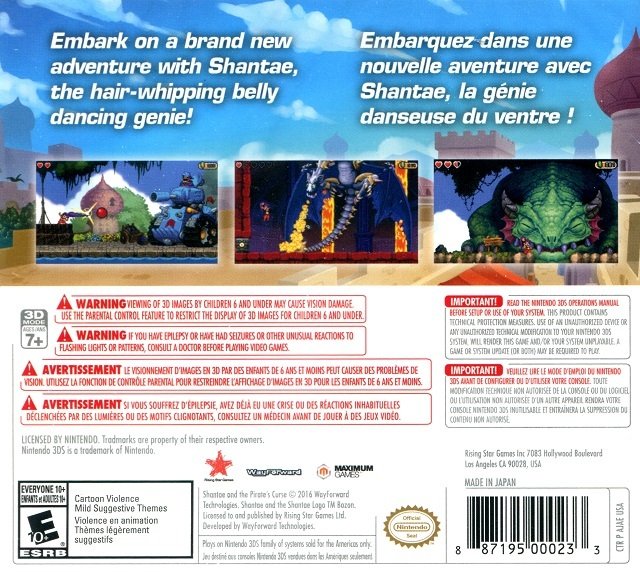 Embark on a brand new
adventure with Shantae,
the hair-whipping belly
dancing genie!
Embarquez dans une
nouvelle aventure avec
Shantae, la génie
danseuse du ventre !
3D
MODE
AGES/ANS
7+
WARNING VIEWING OF 3D IMAGES BY CHILDREN 6 AND UNDER MAY CAUSE VISION DAMAGE.
USE THE PARENTAL CONTROL FEATURE TO RESTRICT THE DISPLAY OF 3D IMAGES FOR CHILDREN 6 AND UNDER.
WARNING IF YOU HAVE EPILEPSY OR HAVE HAD SEIZURES OR OTHER UNUSUAL REACTIONS TO
FLASHING LIGHTS OR PATTERNS, CONSULT A DOCTOR BEFORE PLAYING VIDEO GAMES.
AVERTISSEMENT LE VISIONNEMENT D'IMAGES EN 3D PAR DES ENFANTS DE 6 ANS ET MOINS PEUT CAUSER DES PROBLÈMES DE
VISION. UTILISEZ LA FONCTION DE CONTRÔLE PARENTAL POUR RESTREINDRE L'AFFICHAGE D'IMAGES EN 3D POUR LES ENFANTS DE 6 ANS ET MOINS.
AVERTISSEMENT SI VOUS SOUFFREZ D'ÉPILEPSIE, AVEZ DÉJÀ EU UNE CRISE OU DES RÉACTIONS INHABITUELLES
DÉCLENCHÉES PAR DES LUMIÈRES OU DES MOTIFS CLIGNOTANTS, CONSULTEZ UN MÉDECIN AVANT DE JOUER À DES JEUX VIDÉO.
IMPORTANT! READ THE NINTENDO 3DS OPERATIONS MANUAL
BEFORE SETUP OR USE OF YOUR SYSTEM. THIS PRODUCT CONTAINS
TECHNICAL PROTECTION MEASURES. USE OF AN UNAUTHORIZED DEVICE OR
ANY UNAUTHORIZED TECHNICAL MODIFICATION TO YOUR NINTENDO 3DS
SYSTEM, WILL RENDER THIS GAME AND/OR YOUR SYSTEM UNPLAYABLE. A
GAME OR SYSTEM UPDATE (OR BOTH) MAY BE REQUIRED TO PLAY.
IMPORTANT! VEUILLEZ LIRE LE MODE D'EMPLOI DU NINTENDO
3DS AVANT DE CONFIGURER OU D'UTILISER VOTRE CONSOLE. TOUTE
MODIFICATION TECHNIQUE NON AUTORISÉE DE LA CONSOLE OU DU LOGICIEL
OU L'UTILISATION NON AUTORISÉE D'UN AUTRE APPAREIL RENDRA VOTRE
CONSOLE NINTENDO 3DS INUTILISABLE ET ENTRAÎNERA LA SUPPRESSION DU
CONTENU NON AUTORISÉ.
LICENSED BY NINTENDO. Trademarks are property of their respective owners.
Nintendo 3DS is a trademark of Nintendo.
Rising Star Games
WayForward
MAXIMUM
GAMES
Rising Star Games Inc 7083 Hollywood Boulevard
Los Angeles CA 90028, USA
MADE IN JAPAN
EVERYONE 10+
ENFANTS ET ADULTES 10+
E
10+
ESRB
Cartoon Violence
Mild Suggestive Themes
Violence en animation
Thèmes légèrement
suggestifs
Shantae and the Pirate's Curse © 2016 WayForward
Technologies. Shantae and the Shantae Logo TM Bozon.
Licensed to and published by Rising Star Games Ltd.
Developed by WayForward Technologies.
Plays on Nintendo 3DS family of systems sold for the Americas only.
Jeu destiné aux consoles Nintendo 3DS vendues dans les Amériques seulement.
Official
Nintendo
Seal
8 87195 00023 3
CTR P AJAE USA